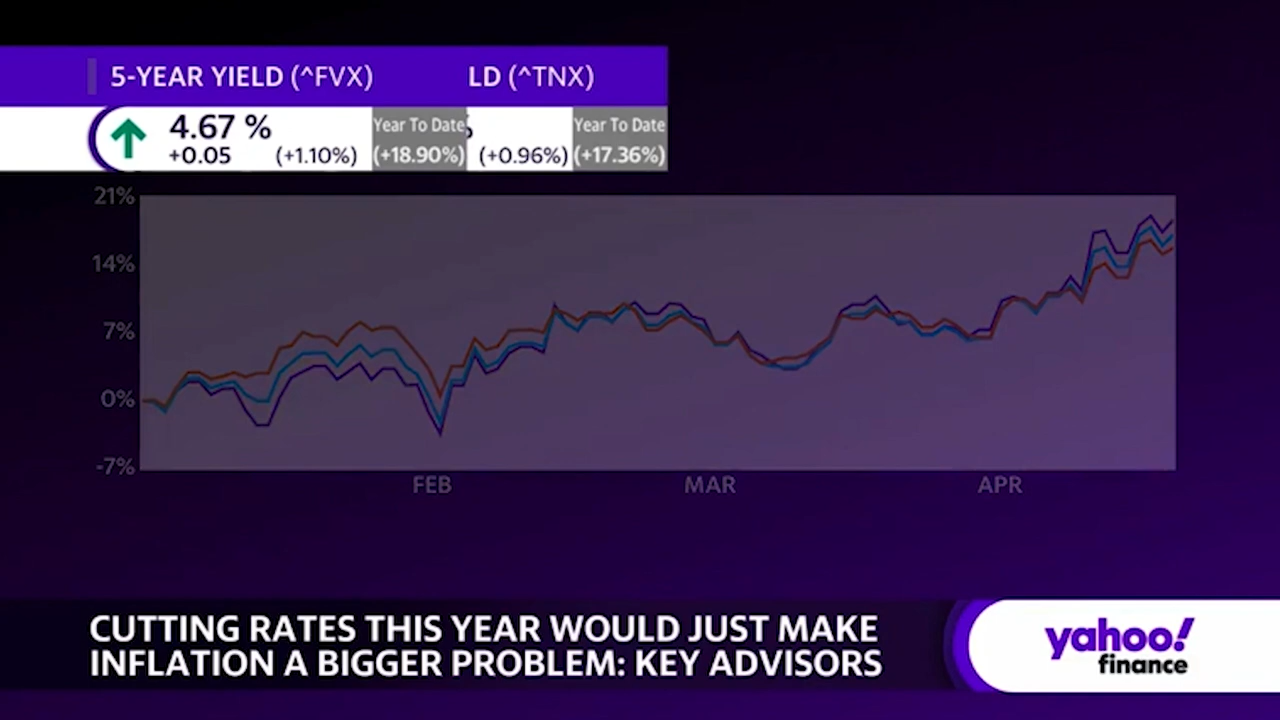 5-YEAR YIELD (^FVX)
LD (^TNX)
4.67 %
+0.05
(+1.10%)
Year To Date
(+18.90%)
(+0.96%)
Year To Date
(+17.36%)
21%
14%
7%
0%
-7%
FEB
MAR
APR
CUTTING RATES THIS YEAR WOULD JUST MAKE
INFLATION A BIGGER PROBLEM: KEY ADVISORS
yahoo!
finance